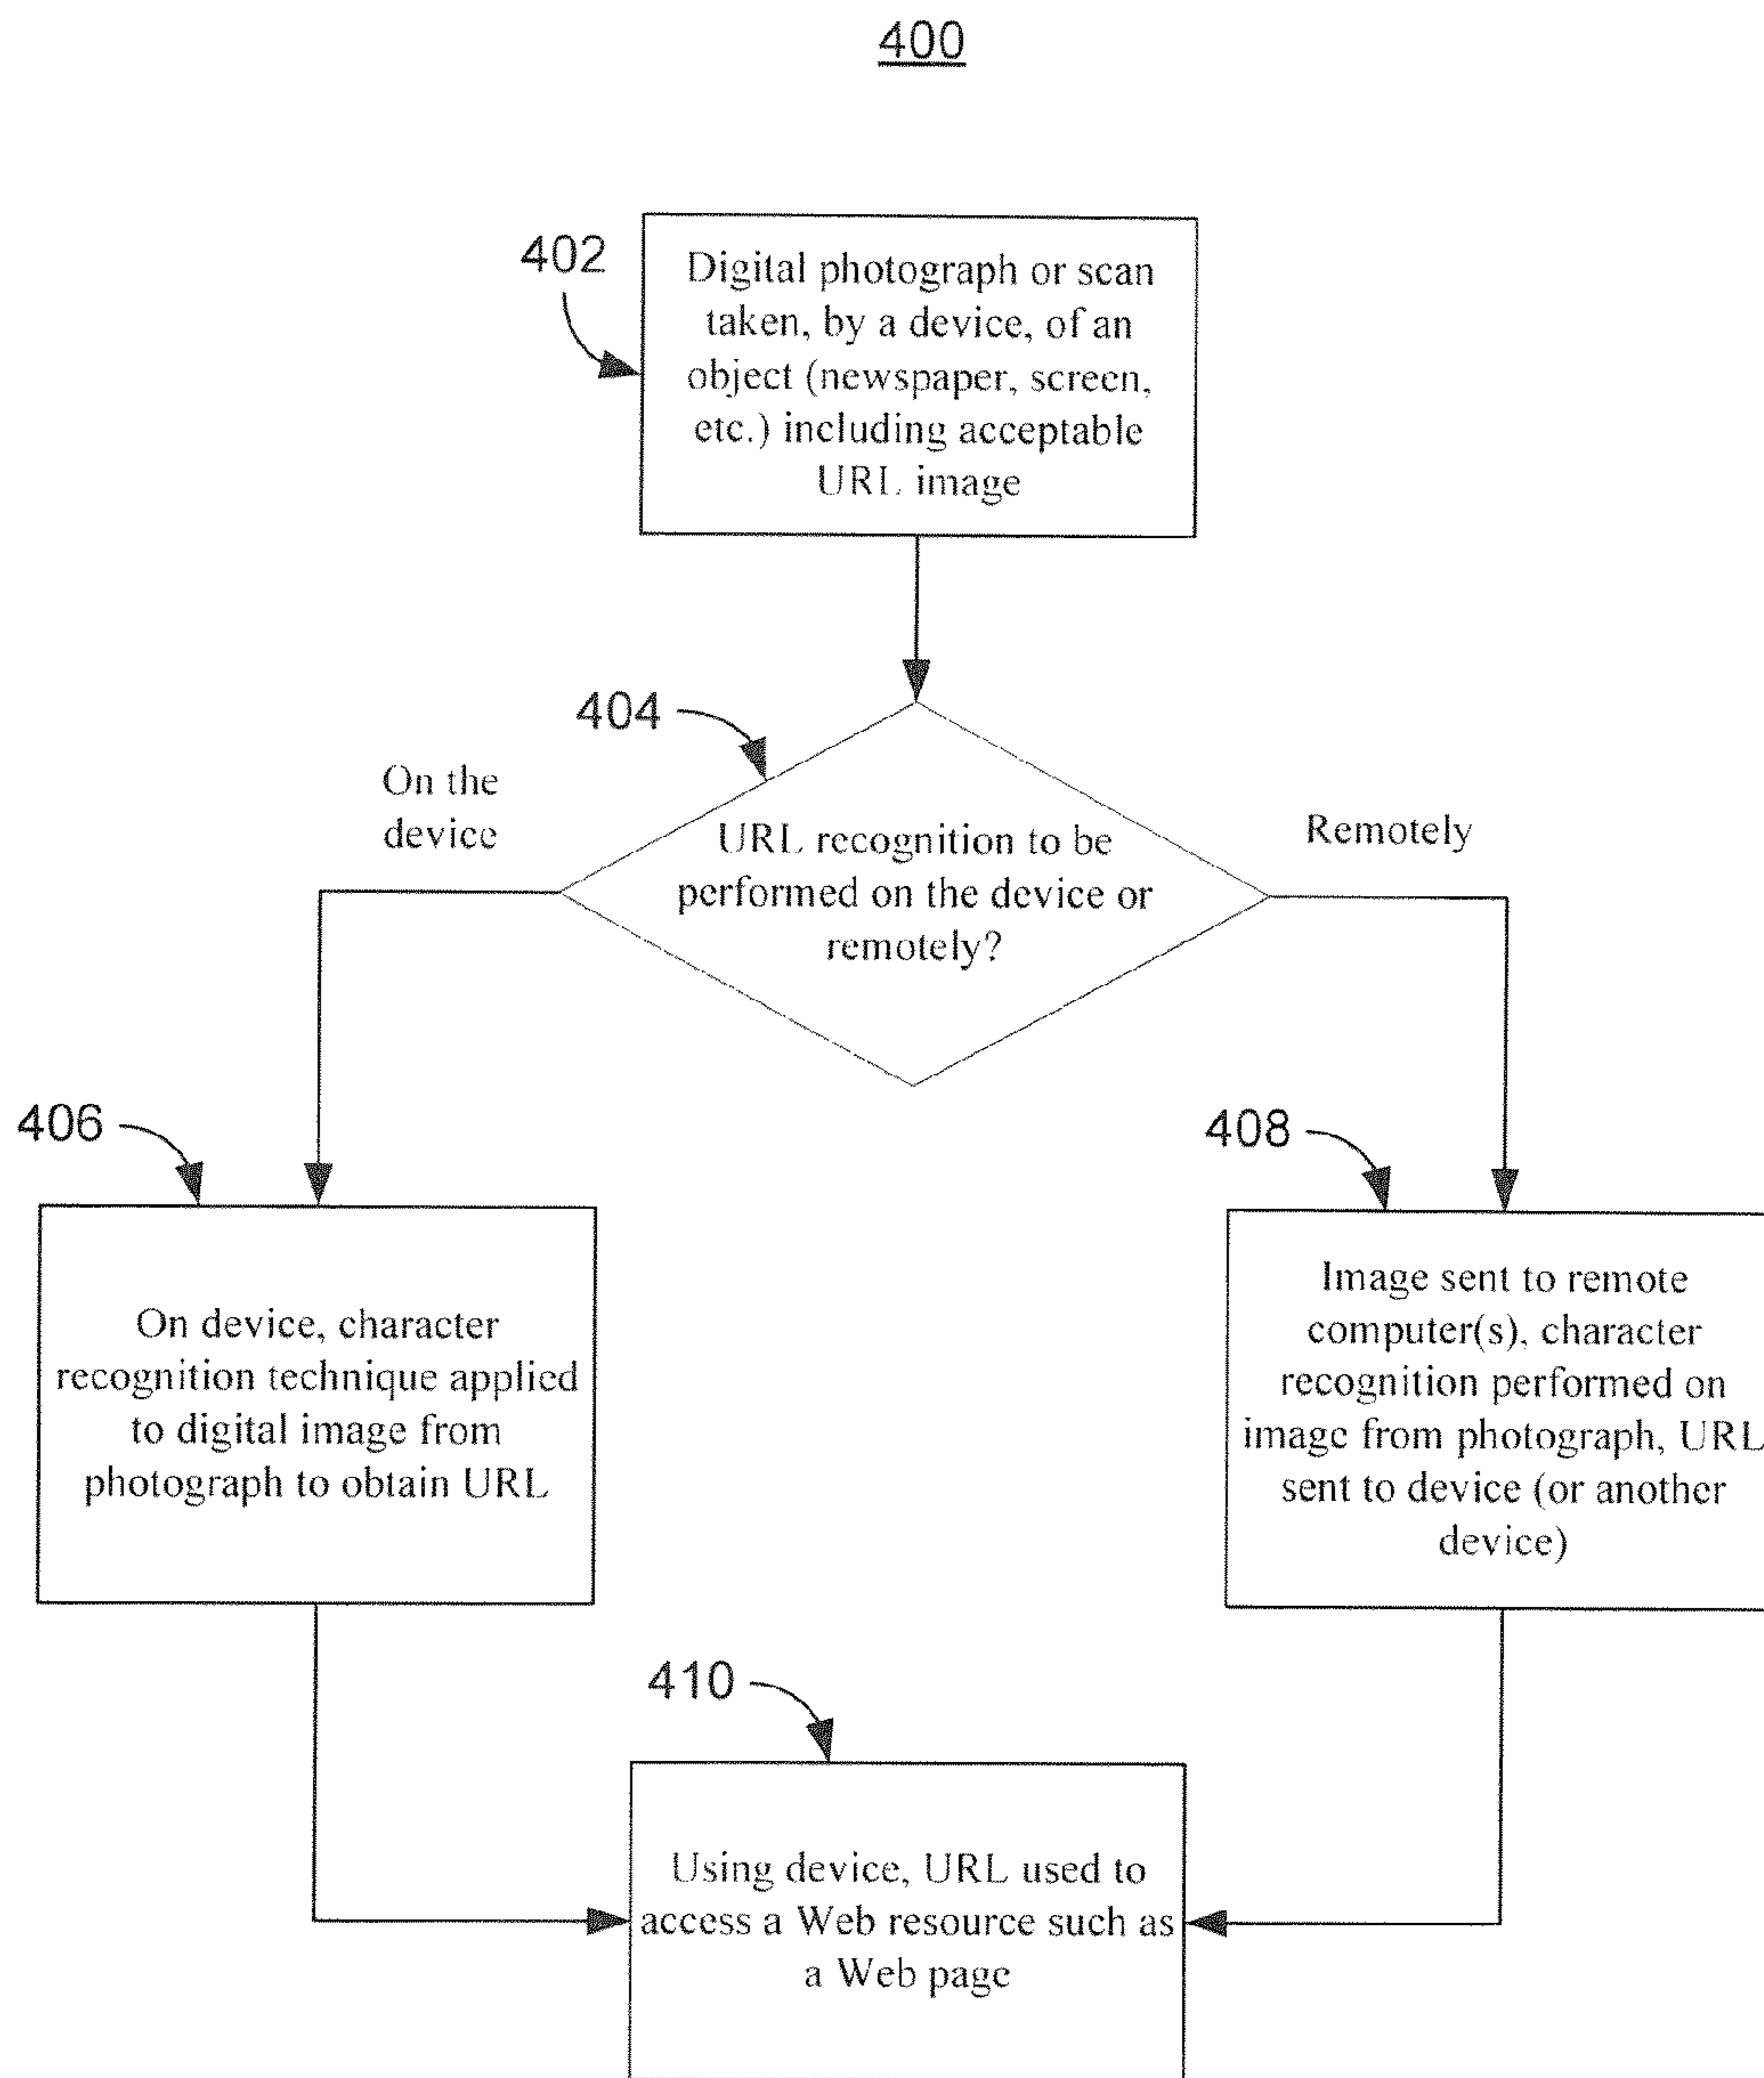 400
402
Digital photograph or scan
taken, by a device, of an
object (newspaper, screen,
etc.) including acceptable
URL image
404
On the
device
URL recognition to be
performed on the device or
remotely?
Remotely
406
On device, character
recognition technique applied
to digital image from
photograph to obtain URL
408
Image sent to remote
computer(s), character
recognition performed on
image from photograph, URL
sent to device (or another
device)
410
Using device, URL used to
access a Web resource such as
a Web page